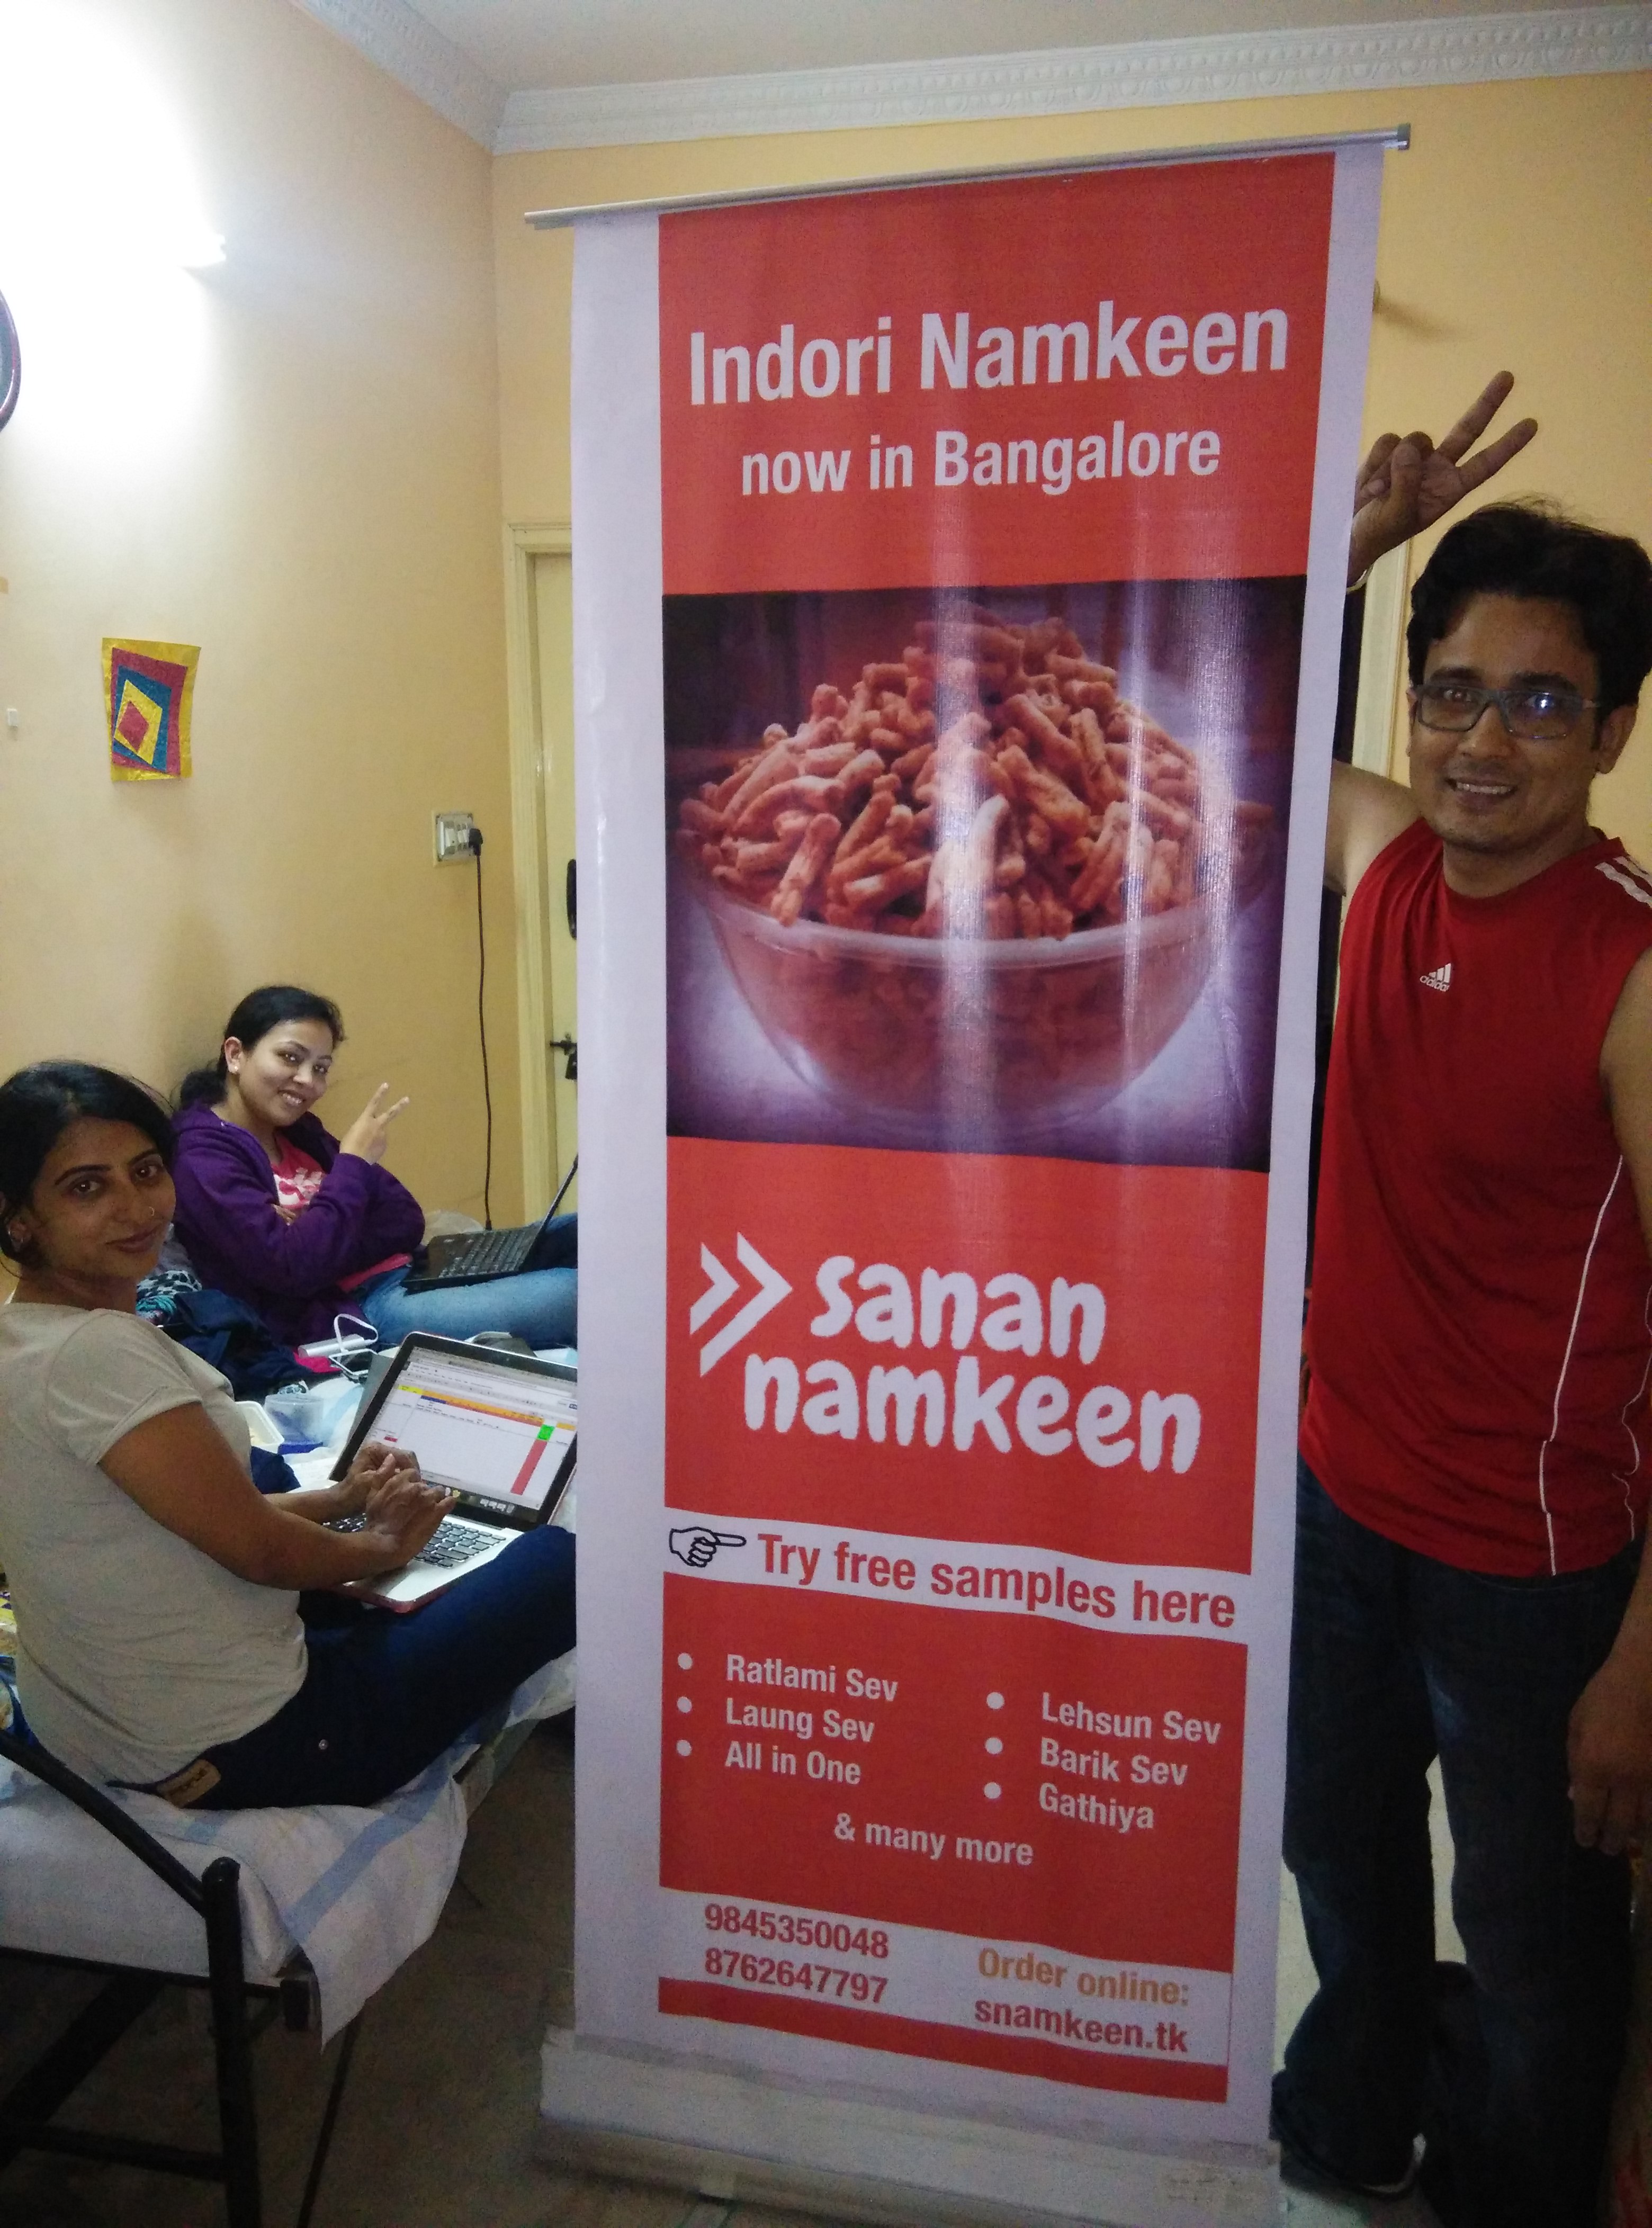 Indori Namkeen
now in Bangalore
sanan
namkeen
Try free samples here
Ratlami Sev
Laung Sev
All in One
Lehsun Sev
Barik Sev
Gathiya
& many more
9845350048
8762647797
Order online:
snamkeen.tk
adidas